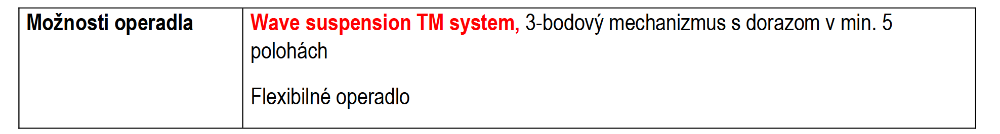 Možnosti operadla
Wave suspension TM system, 3-bodový mechanizmus s dorazom v min. 5
polohách
Flexibilné operadlo